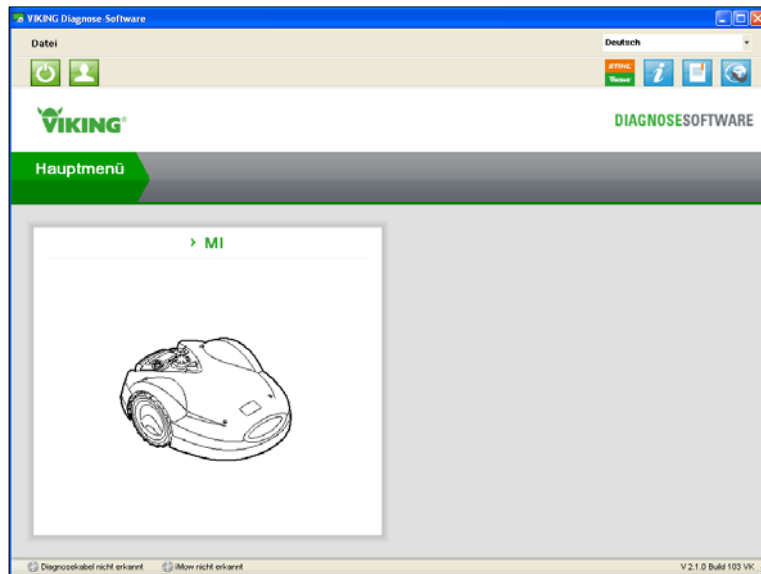 VIKING Diagnose-Software
Datei
Deutsch
STIHL
VIKING
i
VIKING®
DIAGNOSESOFTWARE
Hauptmenü
› MI
Diagnosekabel nicht erkannt
iMow nicht erkannt
V 2.1.0 Build 103 VK